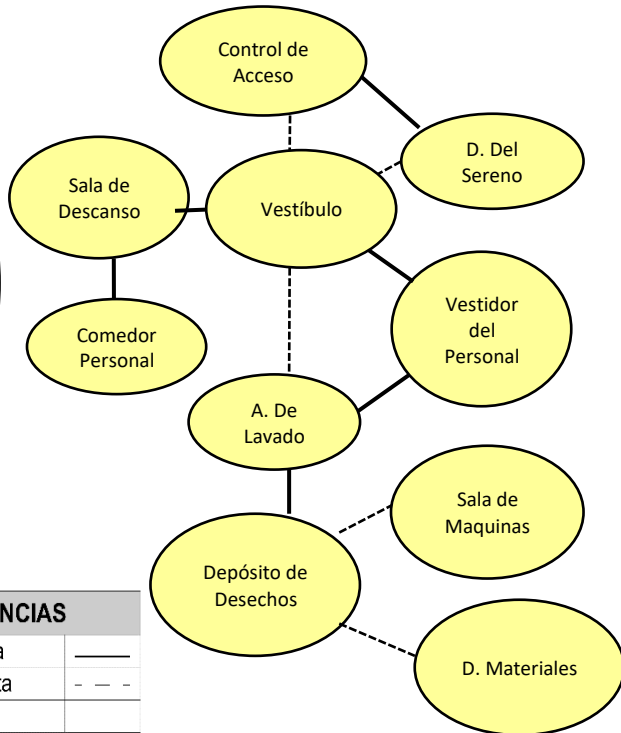 Control de
Acceso
D. Del
Sereno
Sala de
Descanso
Vestíbulo
Vestidor
del
Personal
Comedor
Personal
A. De
Lavado
Sala de
Maquinas
Depósito de
Desechos
D. Materiales
NCIAS
a
ta